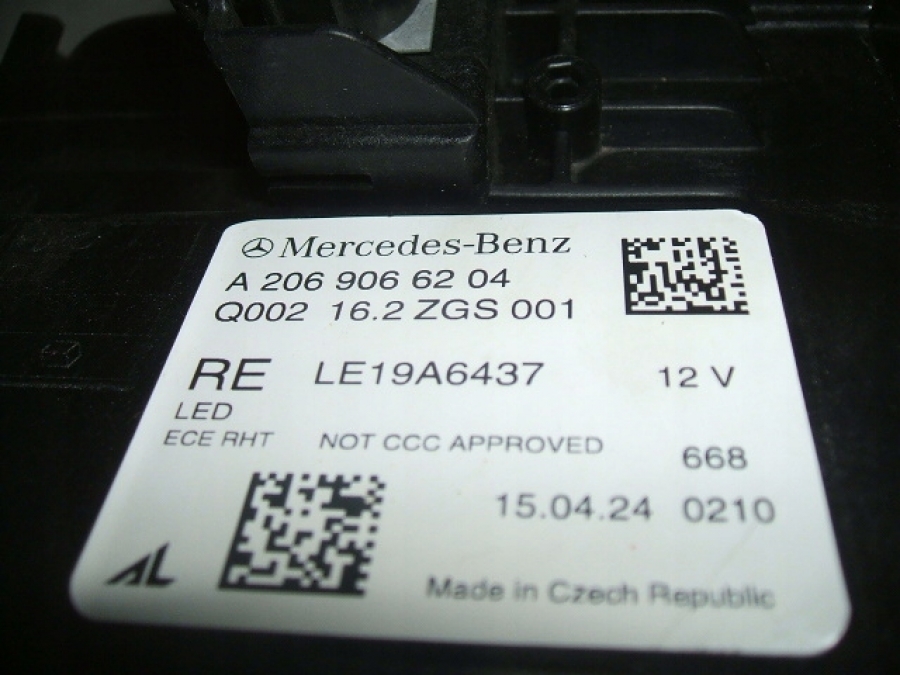 Mercedes-Benz
A 206 906 62 04
Q002 16.2 ZGS 001
RE LE19A6437 12 V
LED
ECE RHT NOT CCC APPROVED 668
15.04.24 0210
AL
Made in Czech Republic